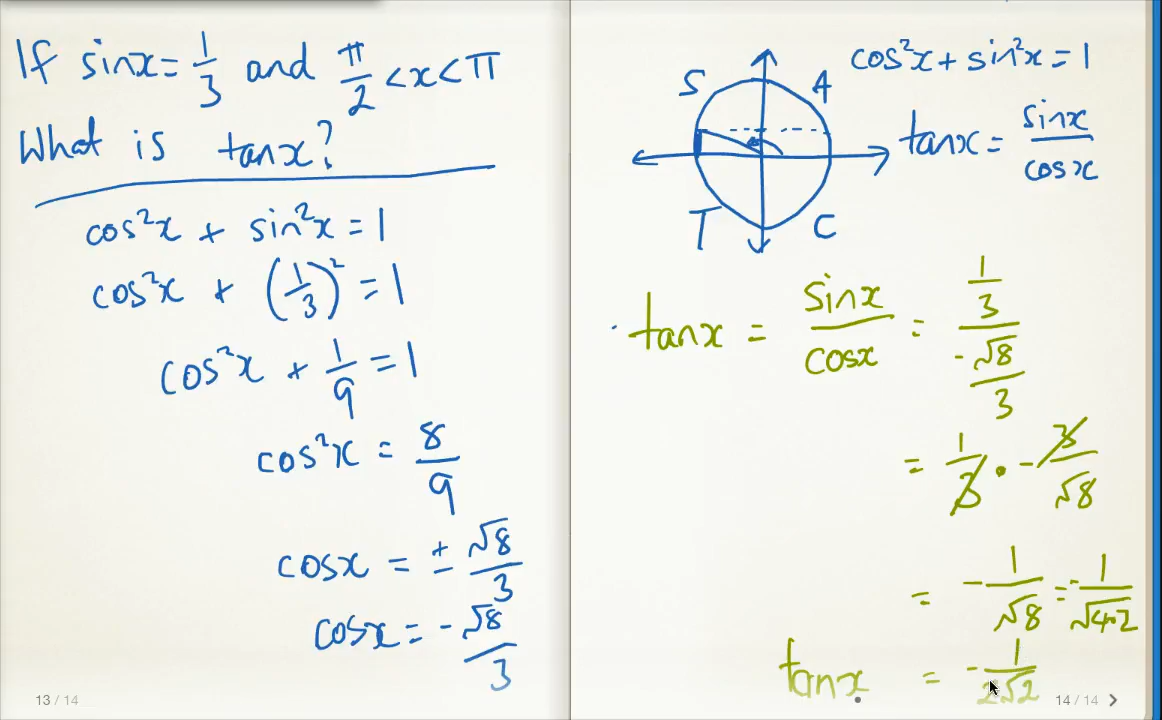 If sinx = 1/3 and π/2 < x < π
What is tanx?
cos²x + sin²x = 1
cos²x + (1/3)² = 1
cos²x + 1/9 = 1
cos²x = 8/9
cosx = ± √8/3
cosx = - √8/3
13 / 14
cos²x + sin²x = 1
S A
tanx = sinx/cosx
T C
tanx = sinx/cosx = (1/3)/(-√8/3)
= 1/3 · - 3/√8
= - 1/√8 = - 1/√4·2
tanx = - 1/2√2
14 / 14 >